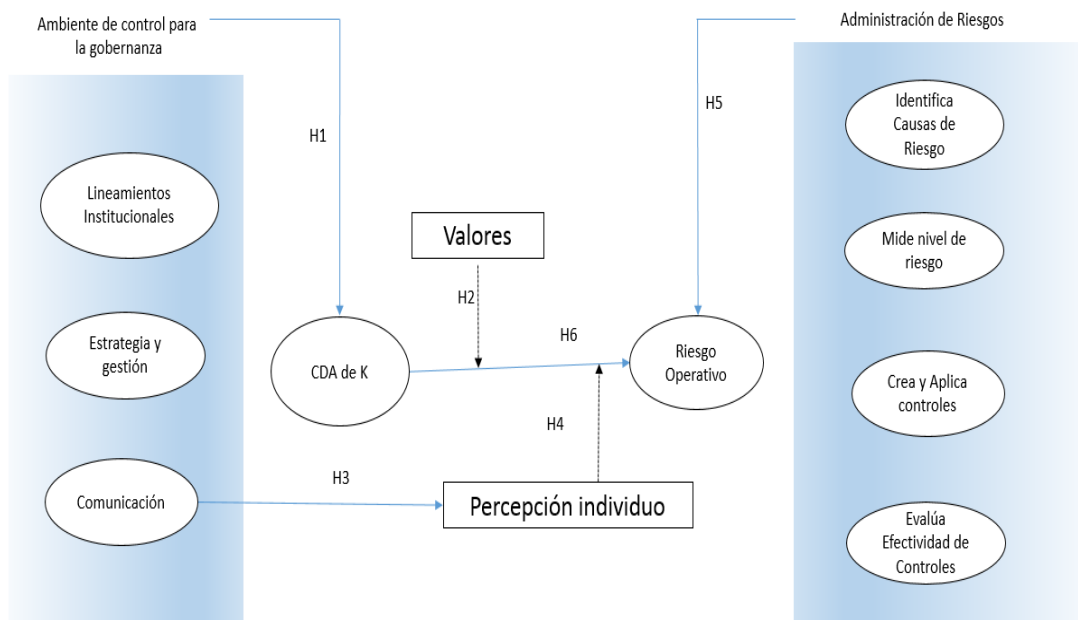 Ambiente de control para
la gobernanza
Administración de Riesgos
H1
H5
Identifica
Causas de
Riesgo
Lineamientos
Institucionales
Valores
Mide nivel de
riesgo
H2
Estrategia y
gestión
H6
CDA de K
Riesgo
Operativo
Crea y Aplica
controles
H4
H3
Comunicación
Percepción individuo
Evalúa
Efectividad de
Controles